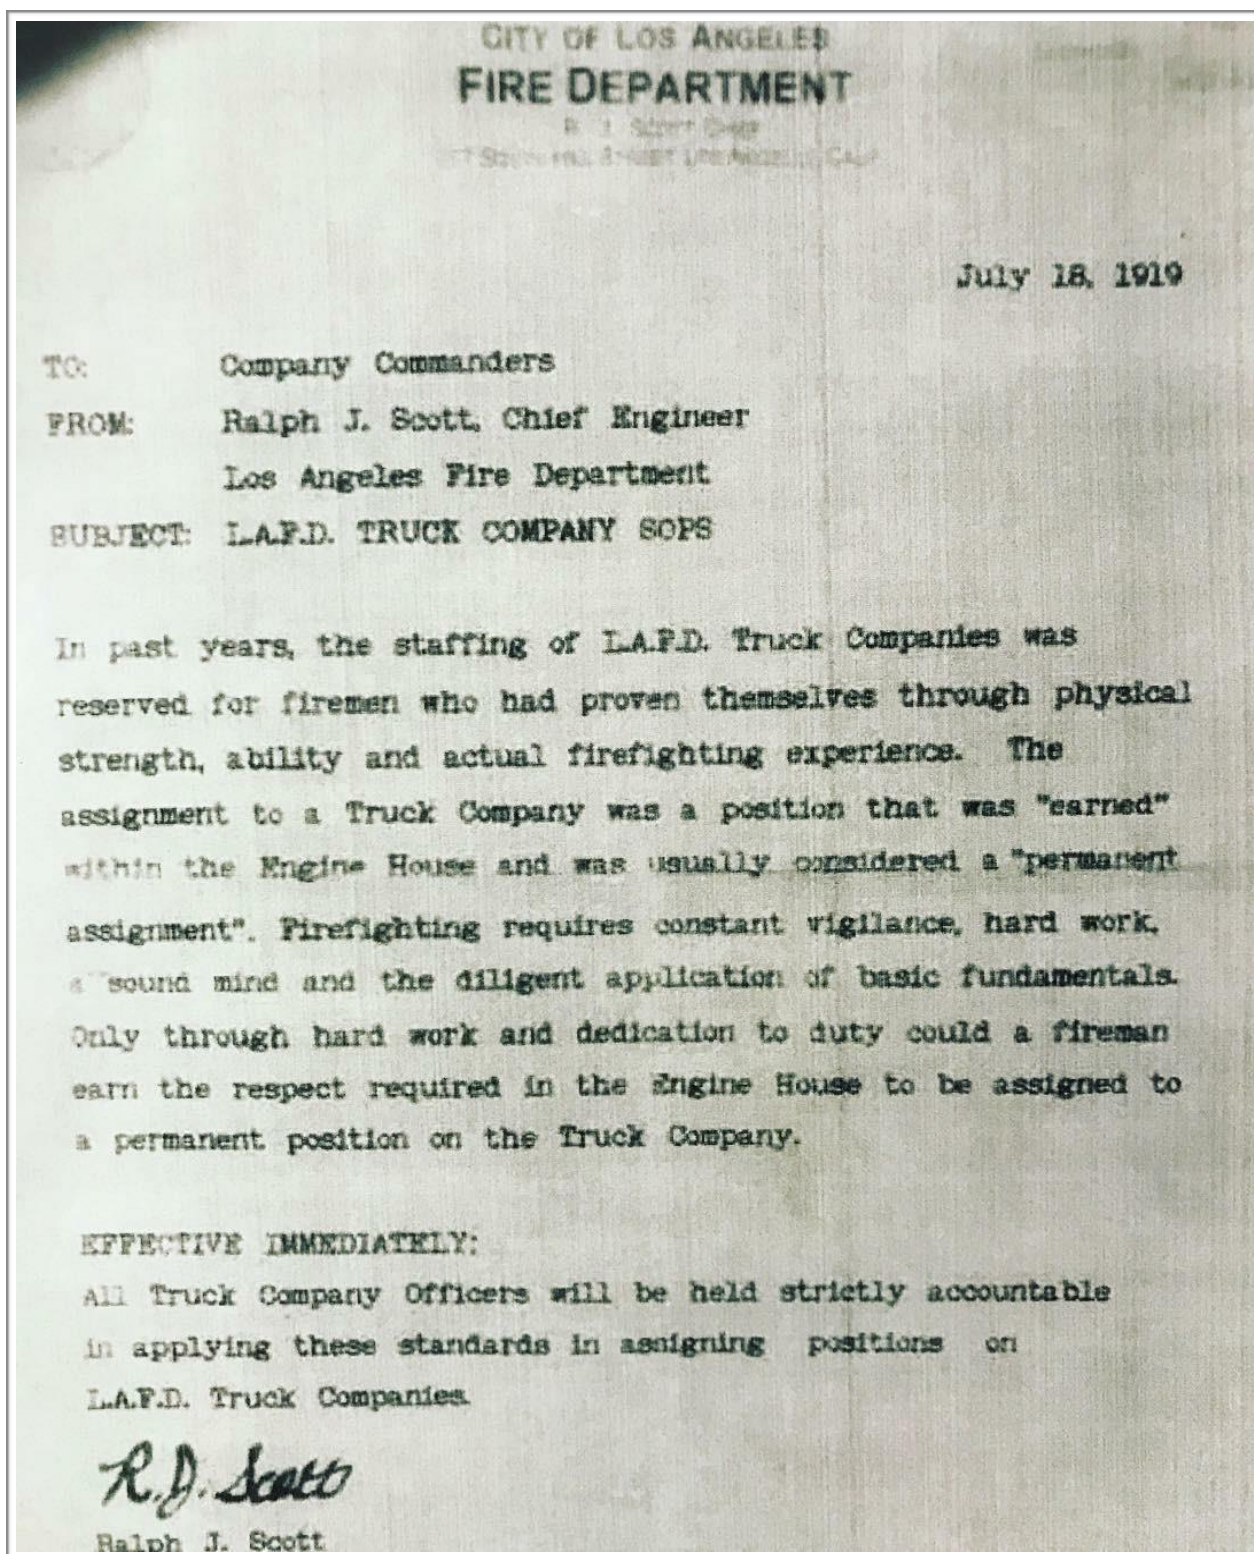 CITY OF LOS ANGELES
FIRE DEPARTMENT
R. J. SCOTT CHIEF
STREET LOS ANGELES, CALIF
July 18, 1919
TO: Company Commanders
FROM: Ralph J. Scott, Chief Engineer
Los Angeles Fire Department
SUBJECT: L.A.F.D. TRUCK COMPANY SOPS
In past years, the staffing of L.A.F.D. Truck Companies was
reserved for firemen who had proven themselves through physical
strength, ability and actual firefighting experience. The
assignment to a Truck Company was a position that was "earned"
within the Engine House and was usually considered a "permanent
assignment". Firefighting requires constant vigilance, hard work,
a sound mind and the diligent application of basic fundamentals.
Only through hard work and dedication to duty could a fireman
earn the respect required in the Engine House to be assigned to
a permanent position on the Truck Company.
EFFECTIVE IMMEDIATELY:
All Truck Company Officers will be held strictly accountable
in applying these standards in assigning positions on
L.A.F.D. Truck Companies
R.J. Scott
Ralph J. Scott